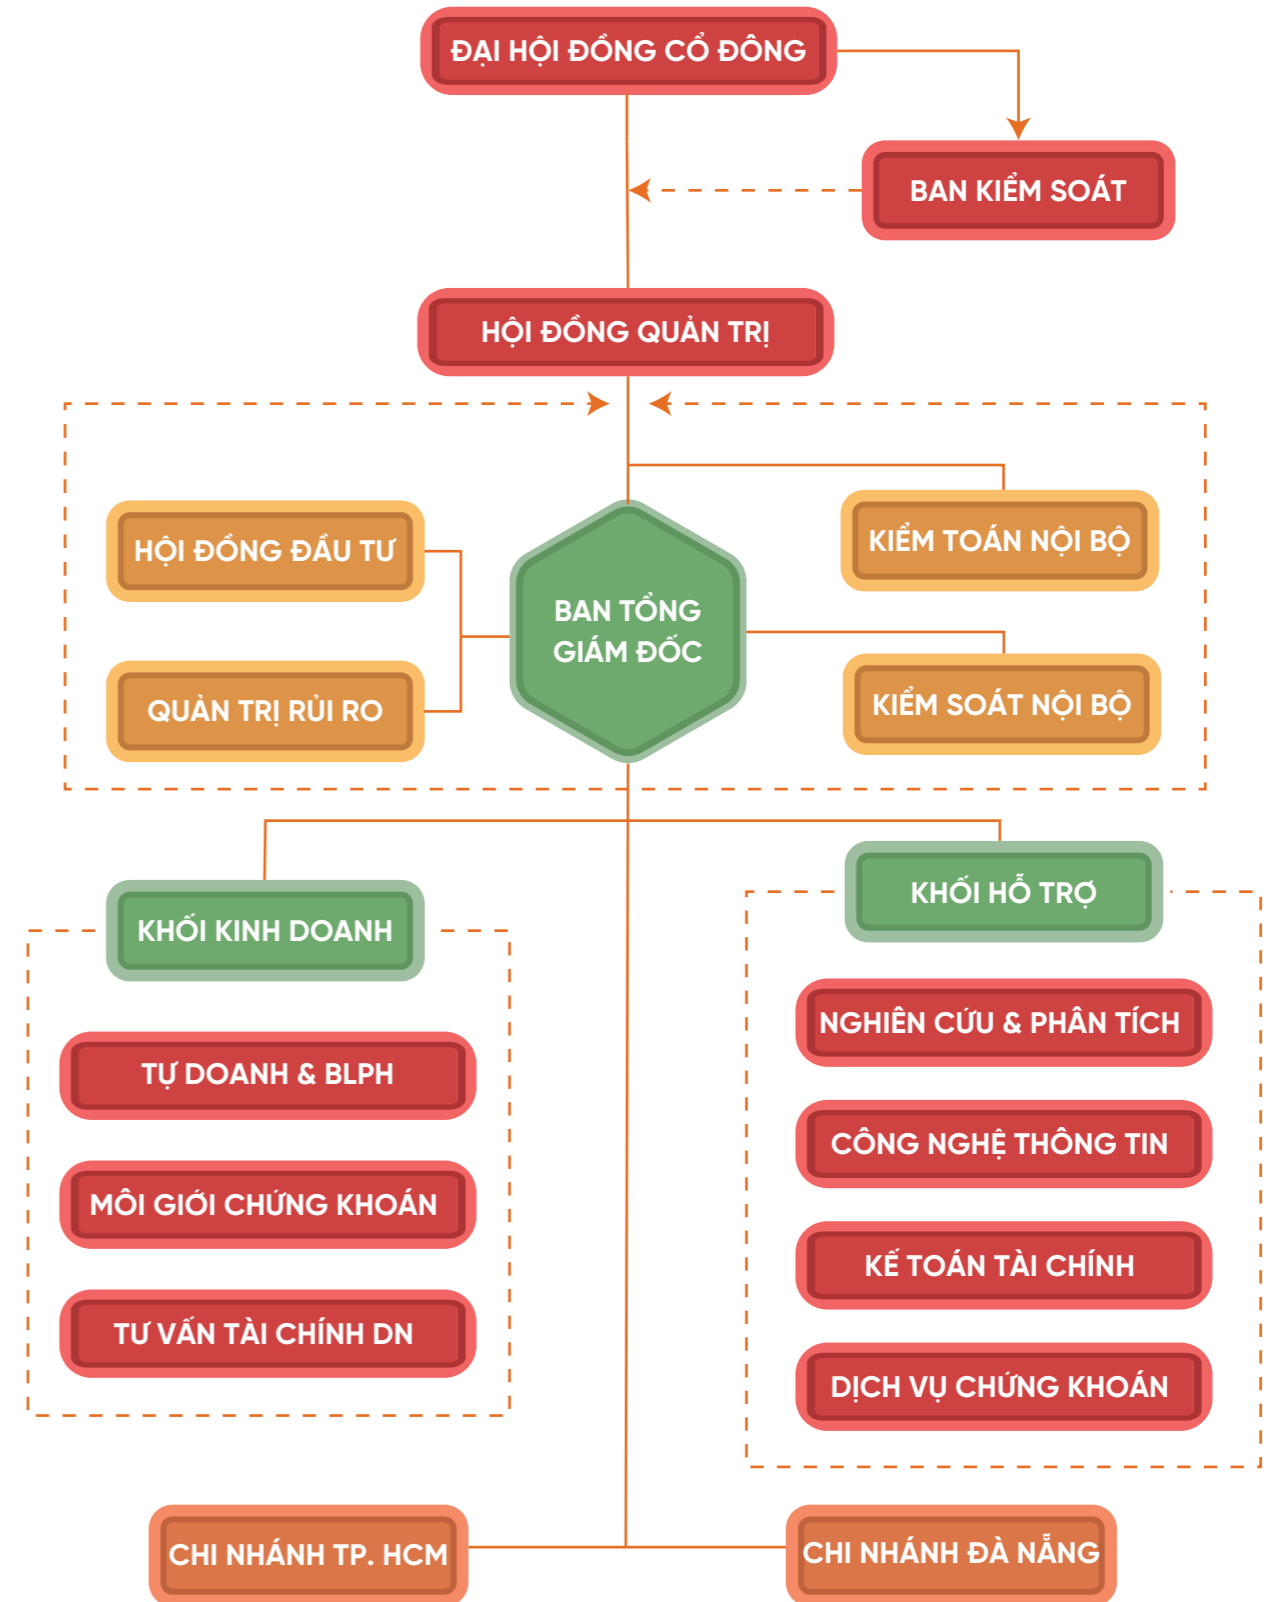 ĐẠI HỘI ĐỒNG CỔ ĐÔNG
BAN KIỂM SOÁT
HỘI ĐỒNG QUẢN TRỊ
HỘI ĐỒNG ĐẦU TƯ
KIỂM TOÁN NỘI BỘ
BAN TỔNG
GIÁM ĐỐC
QUẢN TRỊ RỦI RO
KIỂM SOÁT NỘI BỘ
KHỐI KINH DOANH
TỰ DOANH & BLPH
MÔI GIỚI CHỨNG KHOÁN
TƯ VẤN TÀI CHÍNH DN
KHỐI HỖ TRỢ
NGHIÊN CỨU & PHÂN TÍCH
CÔNG NGHỆ THÔNG TIN
KẾ TOÁN TÀI CHÍNH
DỊCH VỤ CHỨNG KHOÁN
CHI NHÁNH TP. HCM
CHI NHÁNH ĐÀ NẴNG